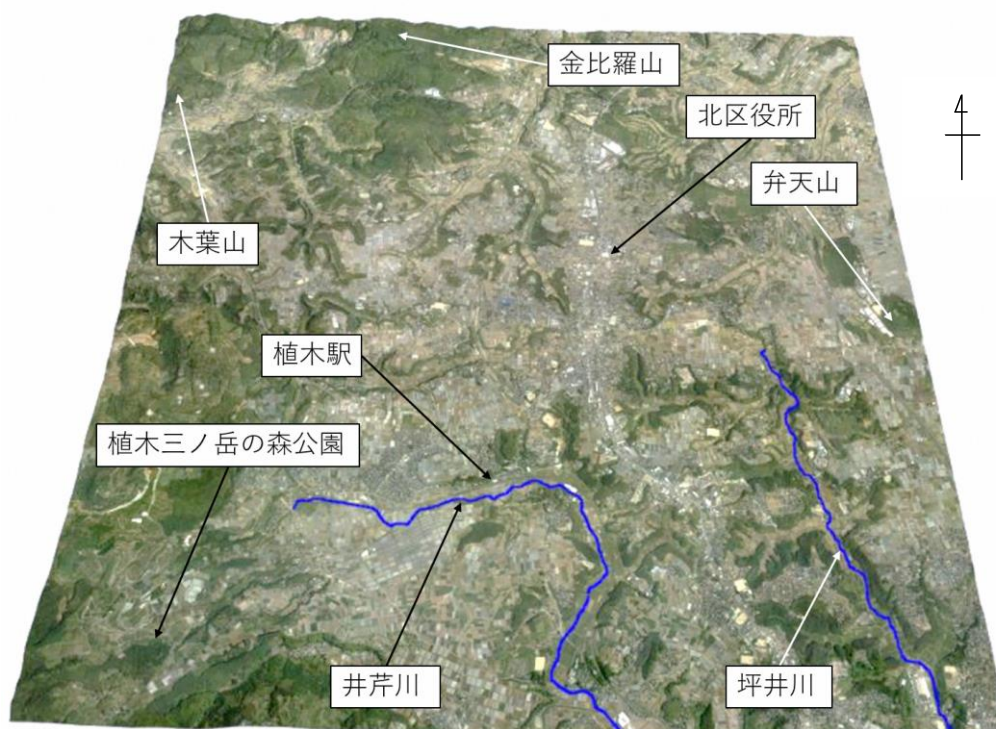 金比羅山
北区役所
弁天山
木葉山
植木駅
植木三ノ岳の森公園
井芹川
坪井川